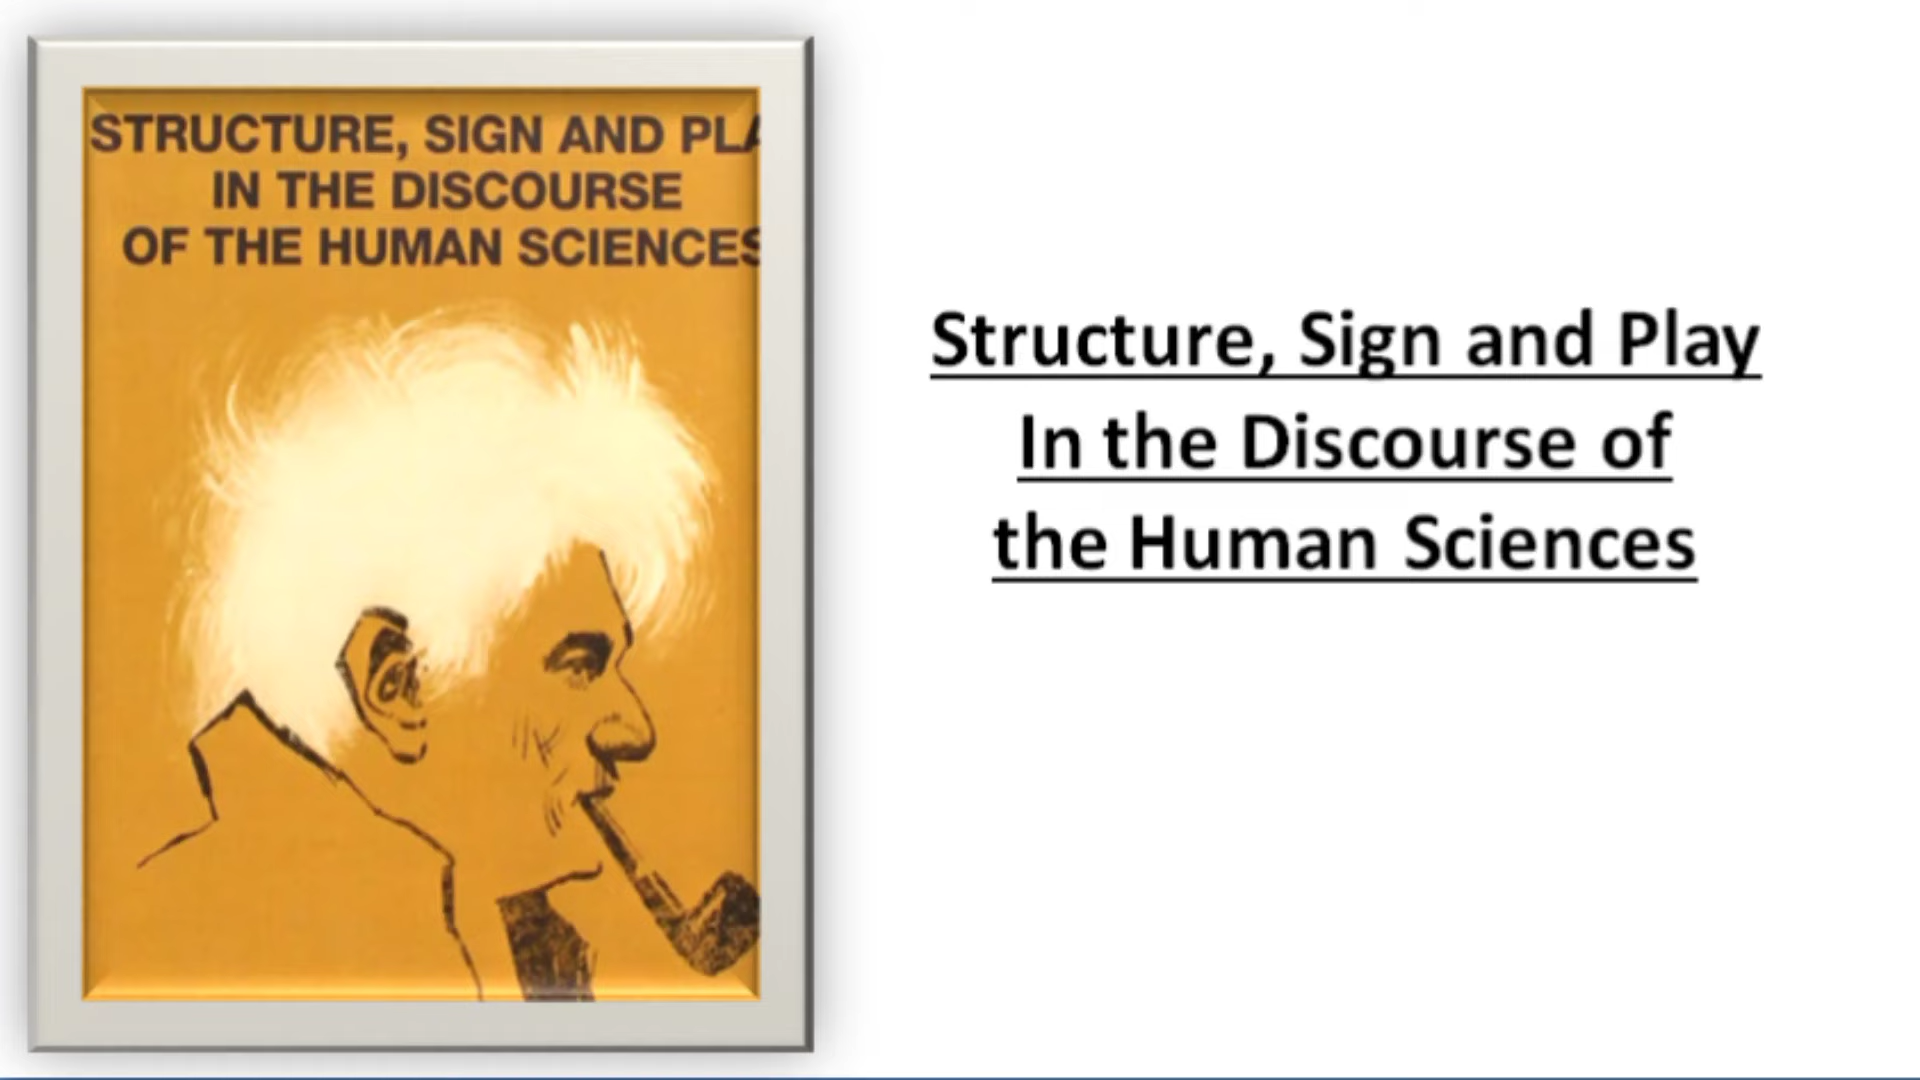 STRUCTURE, SIGN AND PLA
IN THE DISCOURSE
OF THE HUMAN SCIENCES
Structure, Sign and Play
In the Discourse of
the Human Sciences